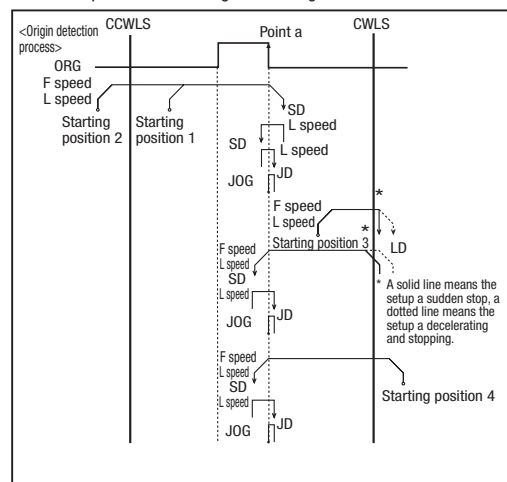 <Origin detection
process>
CCWLS
Point a
CWLS
ORG
F speed
L speed
SD
Starting
position 2
Starting
position 1
L speed
SD
L speed
JOG
JD
*
F speed
L speed
*
LD
Starting position 3
F speed
L speed
SD
* A solid line means the
setup a sudden stop, a
dotted line means the
setup a decelerating
and stopping.
L speed
JD
JOG
F speed
L speed
SD
Starting position 4
L speed
JD
JOG